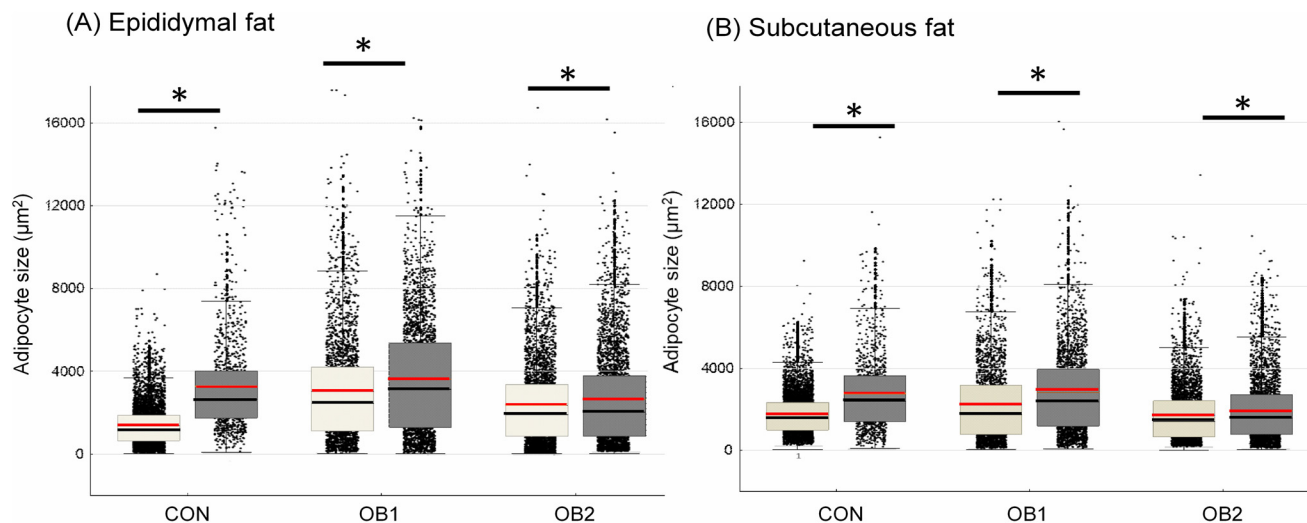 (A) Epididymal fat
(B) Subcutaneous fat
*
*
*
*
*
*
16000
12000
8000
4000
0
Adipocyte size (μm²)
CON
OB1
OB2
16000
12000
8000
4000
0
1
Adipocyte size (μm²)
CON
OB1
OB2